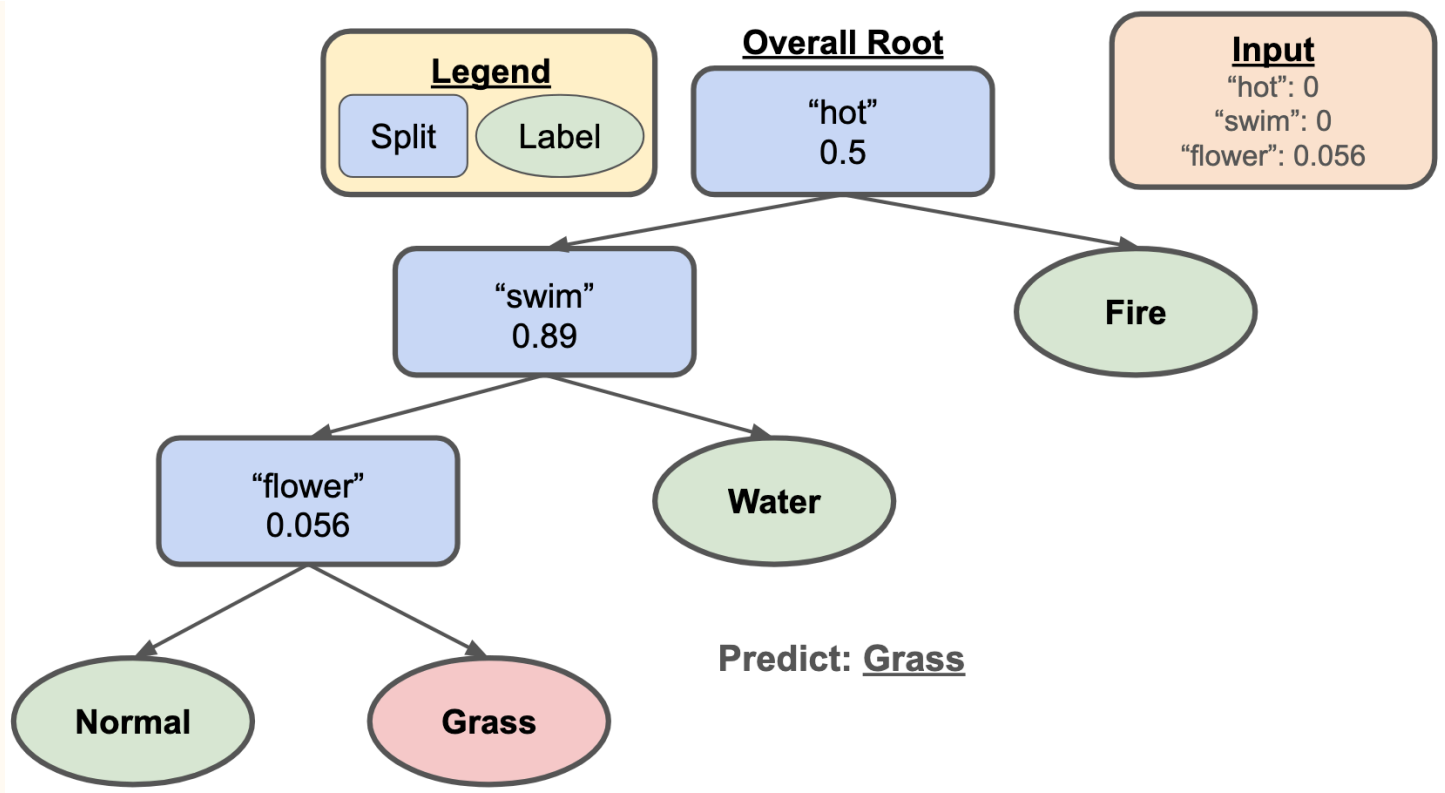 Legend
Split
Label
Overall Root
“hot”
0.5
Input
“hot”: 0
“swim”: 0
“flower”: 0.056
“swim”
0.89
Fire
“flower”
0.056
Water
Normal
Grass
Predict: Grass